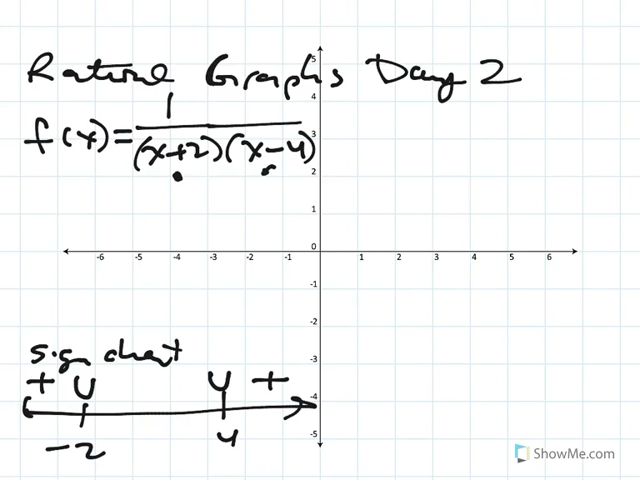 Rational Graphs Day 2
f(x) = 1
(x+2)(x-4)
5
4
3
2
1
0
-6 -5 -4 -3 -2 -1 1 2 3 4 5 6
-1
-2
-3
-4
-5
sign chart
+ U U +
-2 4
ShowMe.com